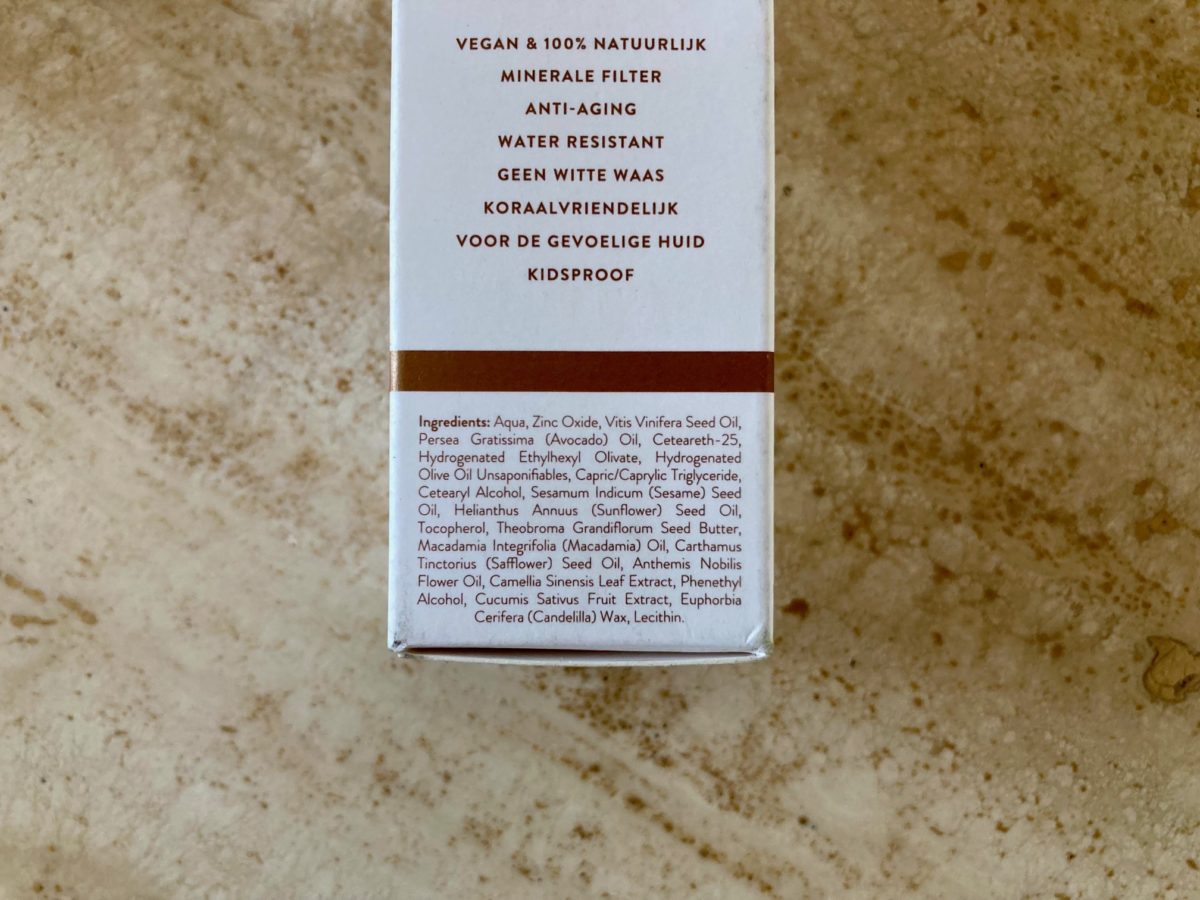 VEGAN & 100% NATUURLIJK
MINERALE FILTER
ANTI-AGING
WATER RESISTANT
GEEN WITTE WAAS
KORAALVRIENDELIJK
VOOR DE GEVOELIGE HUID
KIDSPROOF
Ingredients: Aqua, Zinc Oxide, Vitis Vinifera Seed Oil,
Persea Gratissima (Avocado) Oil, Ceteareth-25,
Hydrogenated Ethylhexyl Olivate, Hydrogenated
Olive Oil Unsaponifiables, Capric/Caprylic Triglyceride,
Cetearyl Alcohol, Sesamum Indicum (Sesame) Seed
Oil, Helianthus Annuus (Sunflower) Seed Oil,
Tocopherol, Theobroma Grandiflorum Seed Butter,
Macadamia Integrifolia (Macadamia) Oil, Carthamus
Tinctorius (Safflower) Seed Oil, Anthemis Nobilis
Flower Oil, Camellia Sinensis Leaf Extract, Phenethyl
Alcohol, Cucumis Sativus Fruit Extract, Euphorbia
Cerifera (Candelilla) Wax, Lecithin.